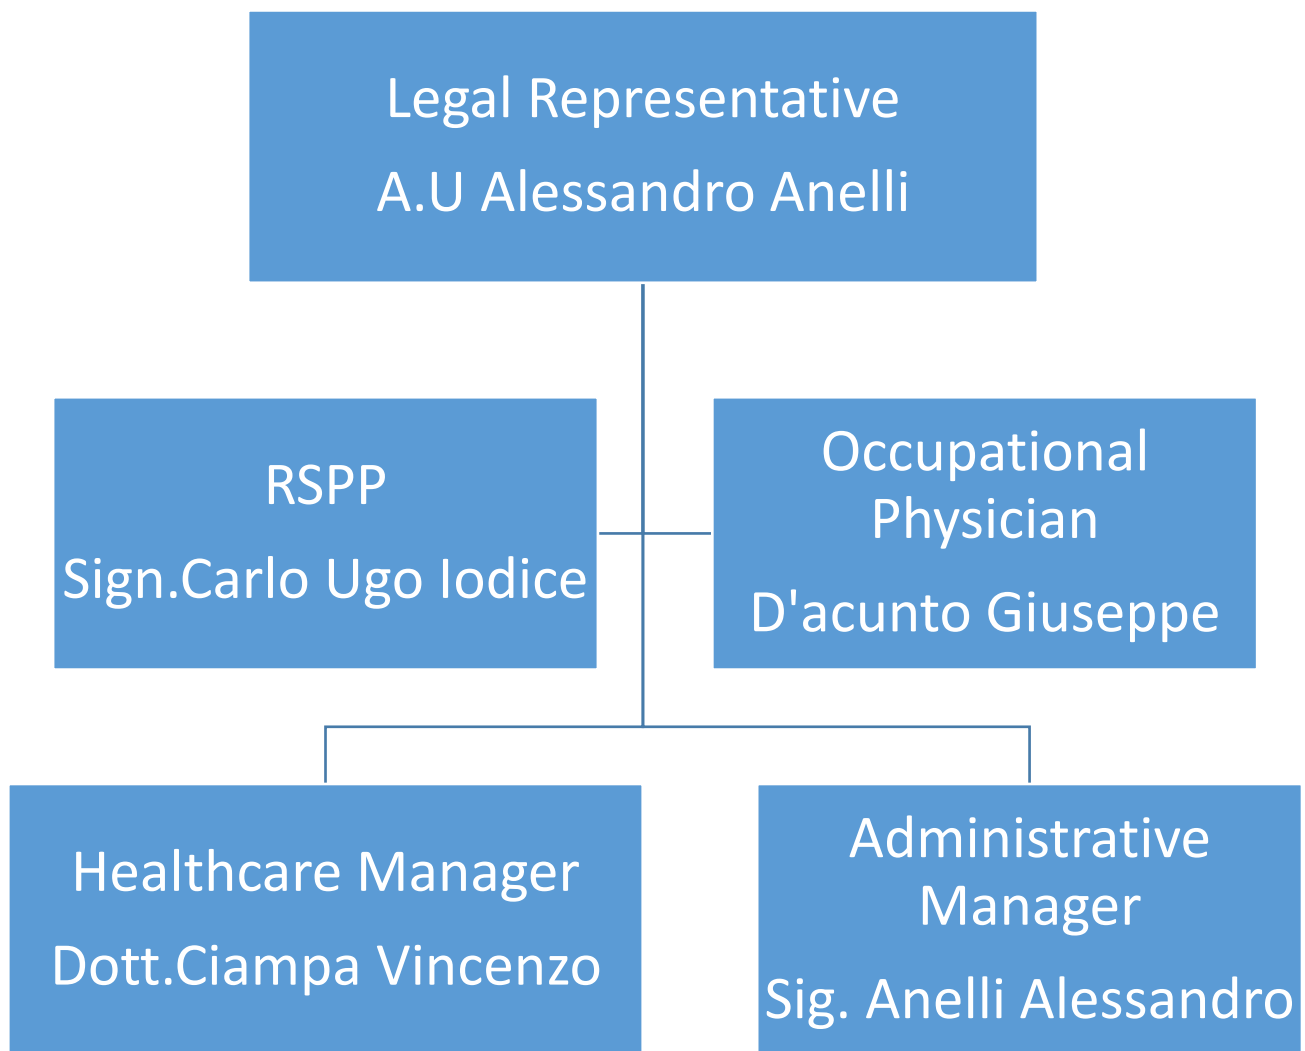 Legal Representative
A.U Alessandro Anelli
RSPP
Sign.Carlo Ugo Iodice
Occupational
Physician
D'acunto Giuseppe
Healthcare Manager
Dott.Ciampa Vincenzo
Administrative
Manager
Sig. Anelli Alessandro